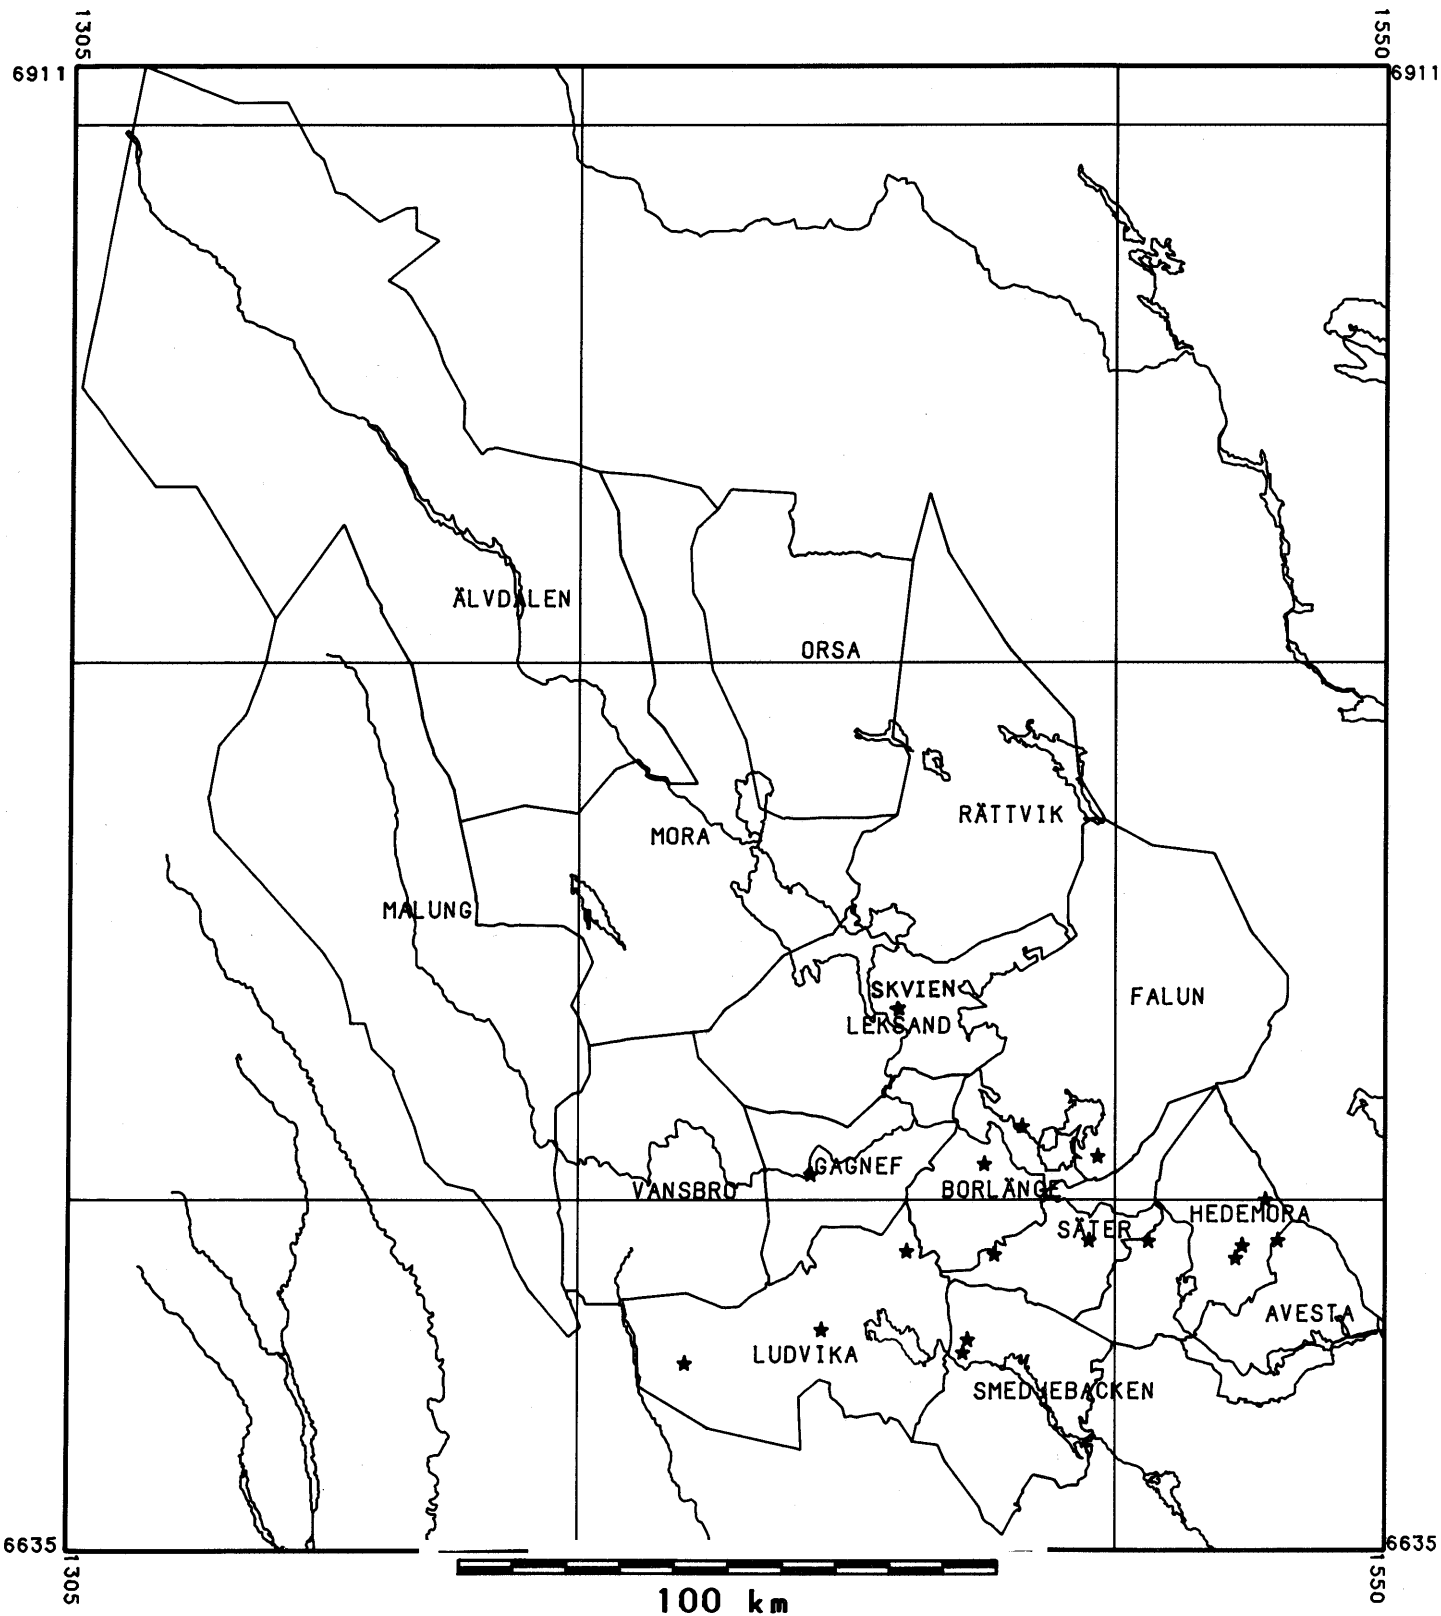 1305
1550
6911
6911
ÄLVDALEN
ORSA
RÄTTVIK
MORA
MALUNG
SKVIEN
FALUN
LEKSAND
GAGNEF
VANSBRO
BORLÄNGE
HEDEMORA
SÄTER
AVESTA
LUDVIKA
SMEDJEBACKEN
6635
6635
1305
1550
100 km